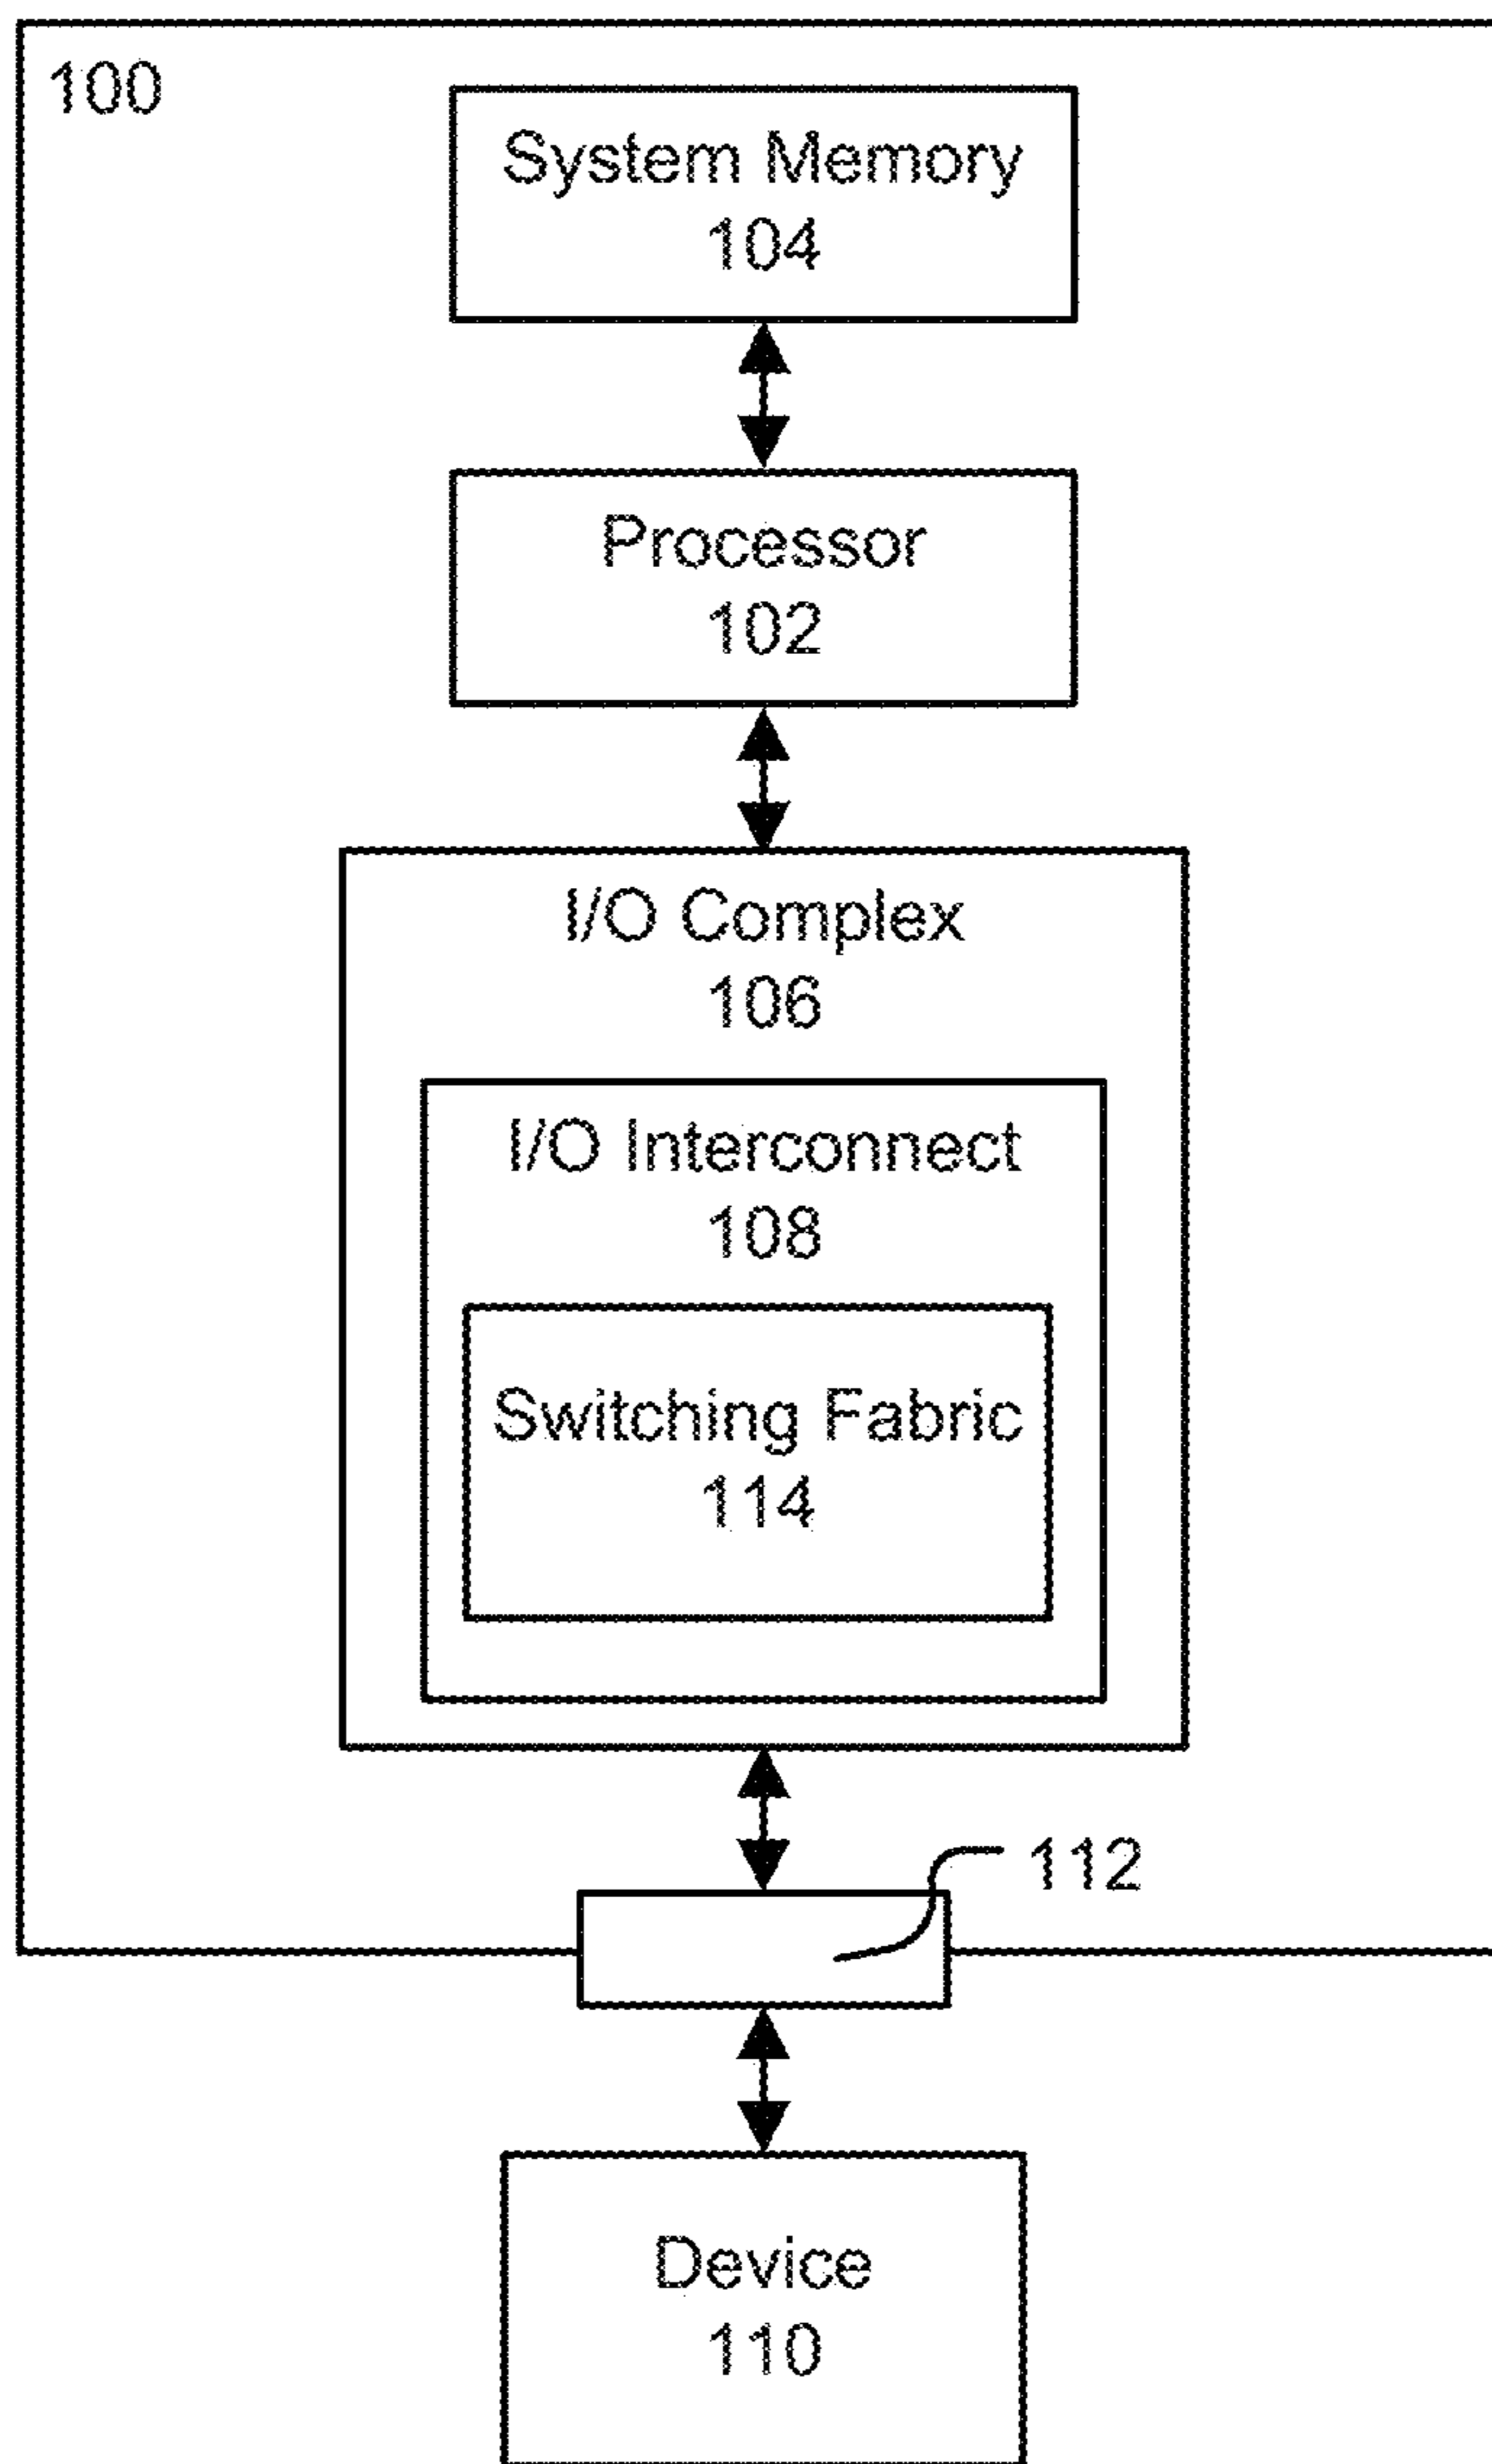 100
System Memory
104
Processor
102
I/O Complex
106
I/O Interconnect
108
Switching Fabric
114
112
Device
110